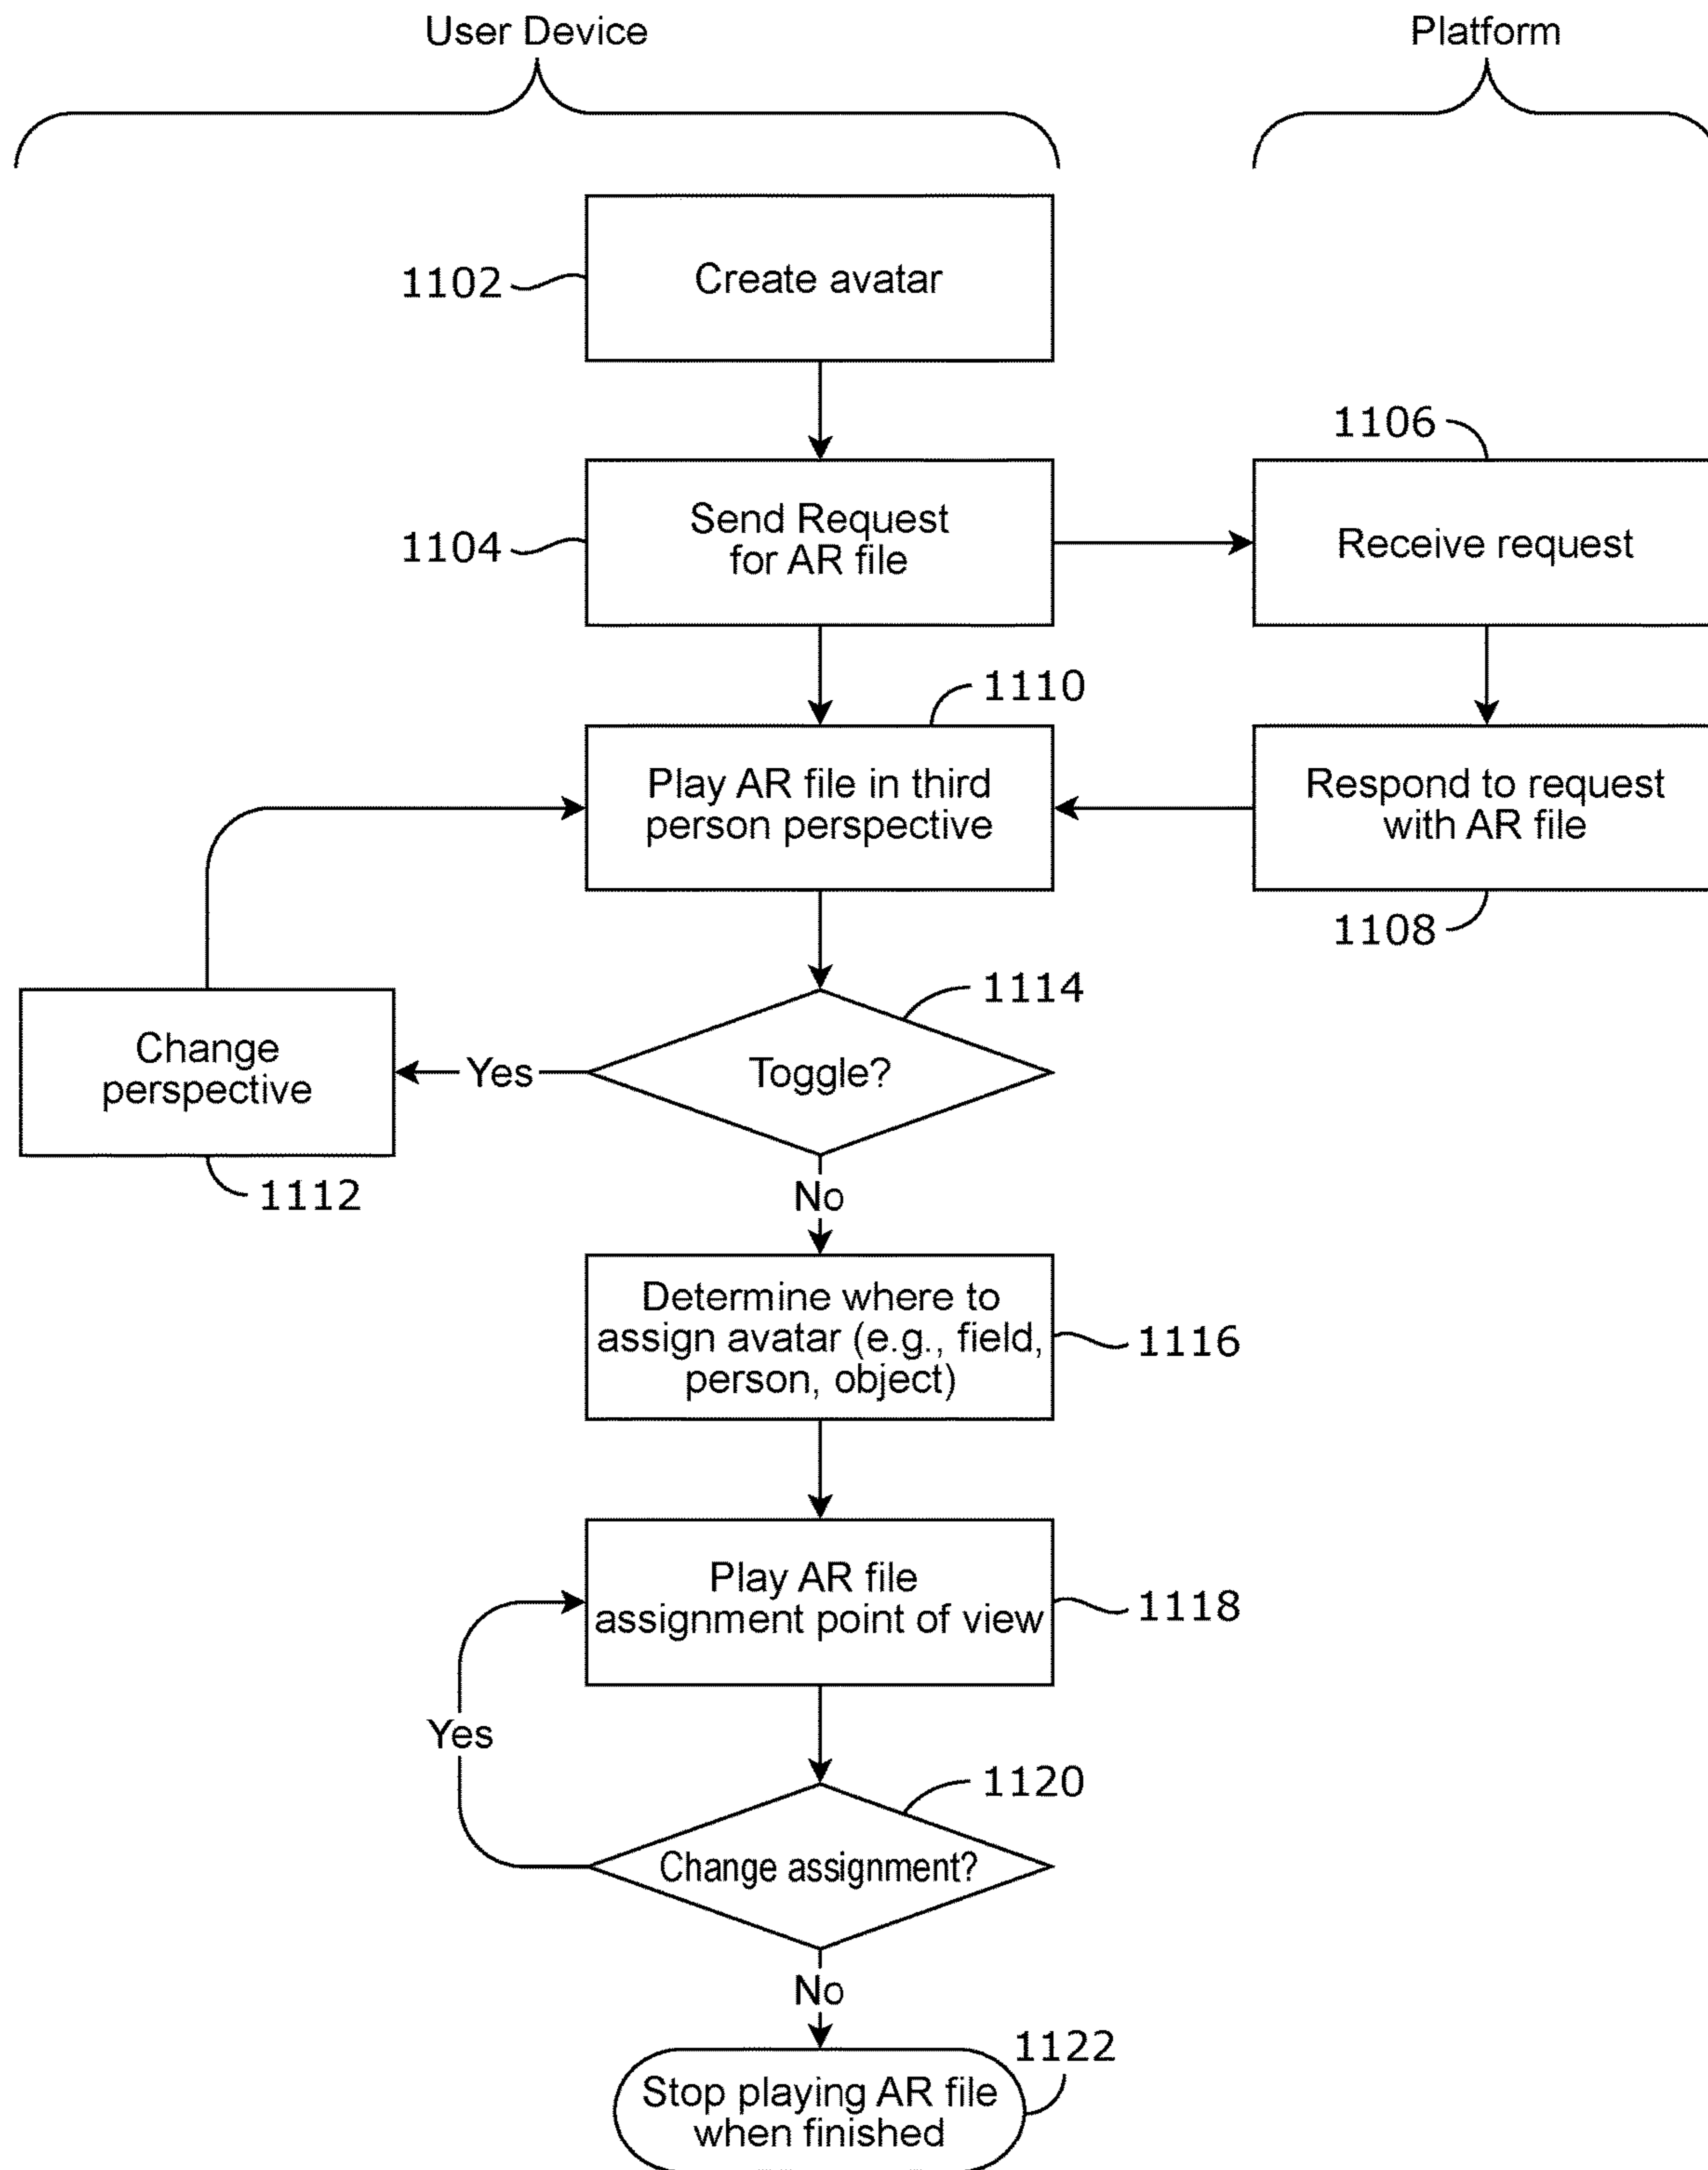 User Device
Platform
Create avatar
1102
1106
Send Request
for AR file
1104
Receive request
1110
Play AR file in third
person perspective
Respond to request
with AR file
1108
1114
Change
perspective
Yes
Toggle?
1112
No
Determine where to
assign avatar (e.g., field,
person, object)
1116
Play AR file
assignment point of view
1118
Yes
1120
Change assignment?
No
1122
Stop playing AR file
when finished